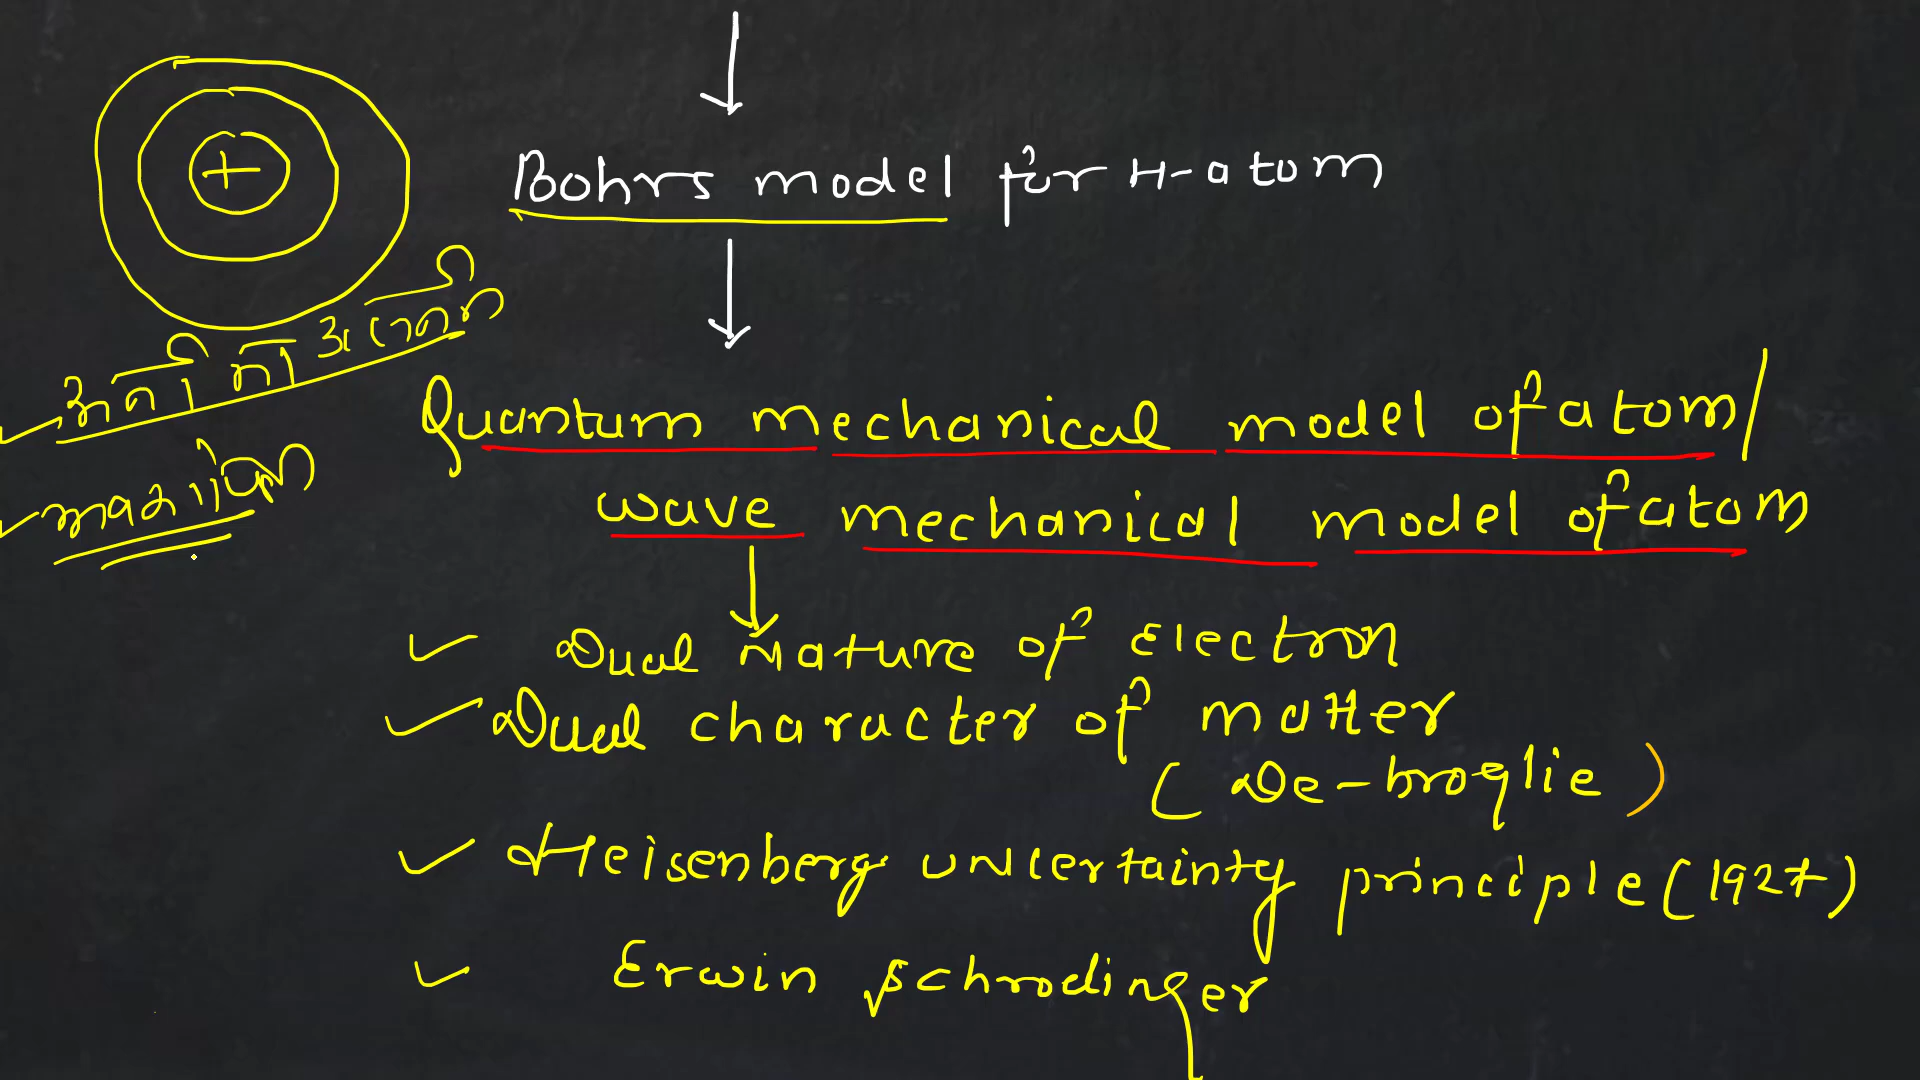 +
Bohrs model for H-atom
Quantum mechanical model of atom/
wave mechanical model of atom
Dual Nature of Electron
Dual character of matter
(De-broglie)
Heisenberg uncertainty principle (1927)
Erwin schrodinger